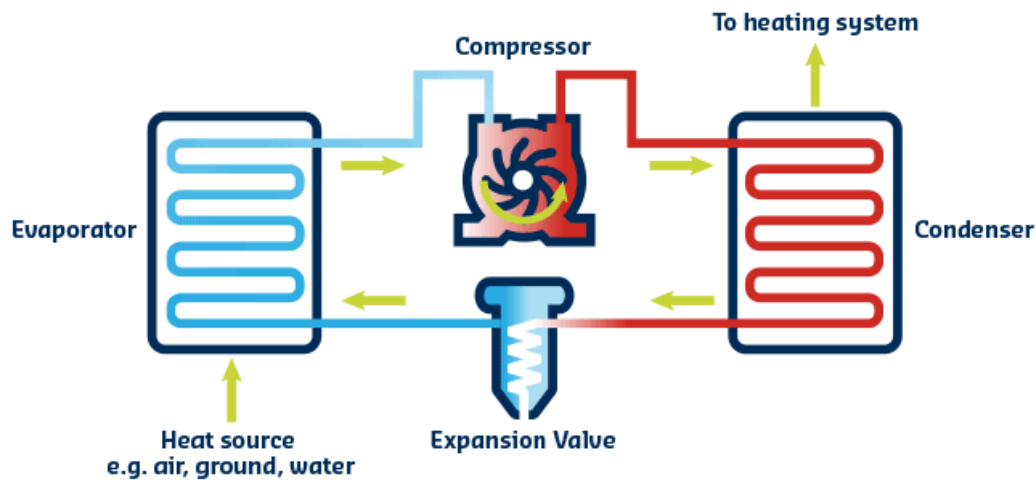 To heating system
Compressor
Evaporator
Condenser
Heat source
e.g. air, ground, water
Expansion Valve